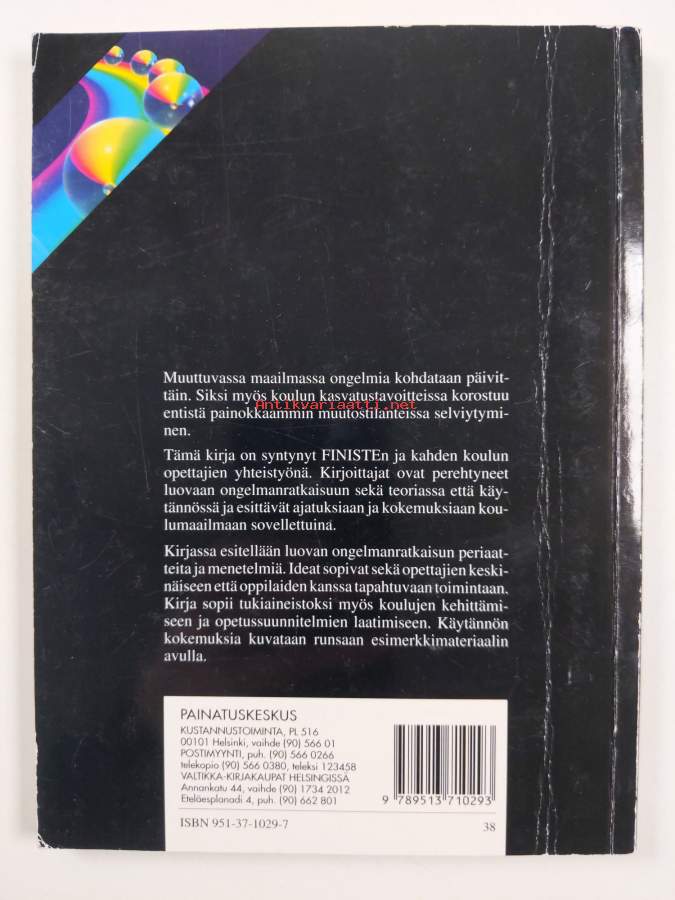 Muuttuvassa maailmassa ongelmia kohdataan päivit-
täin. Siksi myös koulun kasvatustavoitteissa korostuu
Antikvariaatti.net
entistä painokkaammin muutostilanteissa selviytymi-
nen.
Tämä kirja on syntynyt FINISTEn ja kahden koulun
opettajien yhteistyönä. Kirjoittajat ovat perehtyneet
luovaan ongelmanratkaisuun sekä teoriassa että käy-
tännössä ja esittävät ajatuksiaan ja kokemuksiaan kou-
lumaailmaan sovellettuina.
Kirjassa esitellään luovan ongelmanratkaisun periaat-
teita ja menetelmiä. Ideat sopivat sekä opettajien keski-
näiseen että oppilaiden kanssa tapahtuvaan toimintaan.
Kirja sopii tukiaineistoksi myös koulujen kehittämi-
seen ja opetussuunnitelmien laatimiseen. Käytännön
kokemuksia kuvataan runsaan esimerkkimateriaalin
avulla.
PAINATUSKESKUS
KUSTANNUSTOIMINTA, PL 516
00101 Helsinki, vaihde (90) 566 01
POSTIMYYNTI, puh. (90) 566 0266
telekopio (90) 566 0380, teleksi 123458
VALTIKKA-KIRJAKAUPAT HELSINGISSÄ
Annankatu 44, vaihde (90) 1734 2012
Eteläesplanadi 4, puh. (90) 662 801
9 789513 710293
ISBN 951-37-1029-7
38